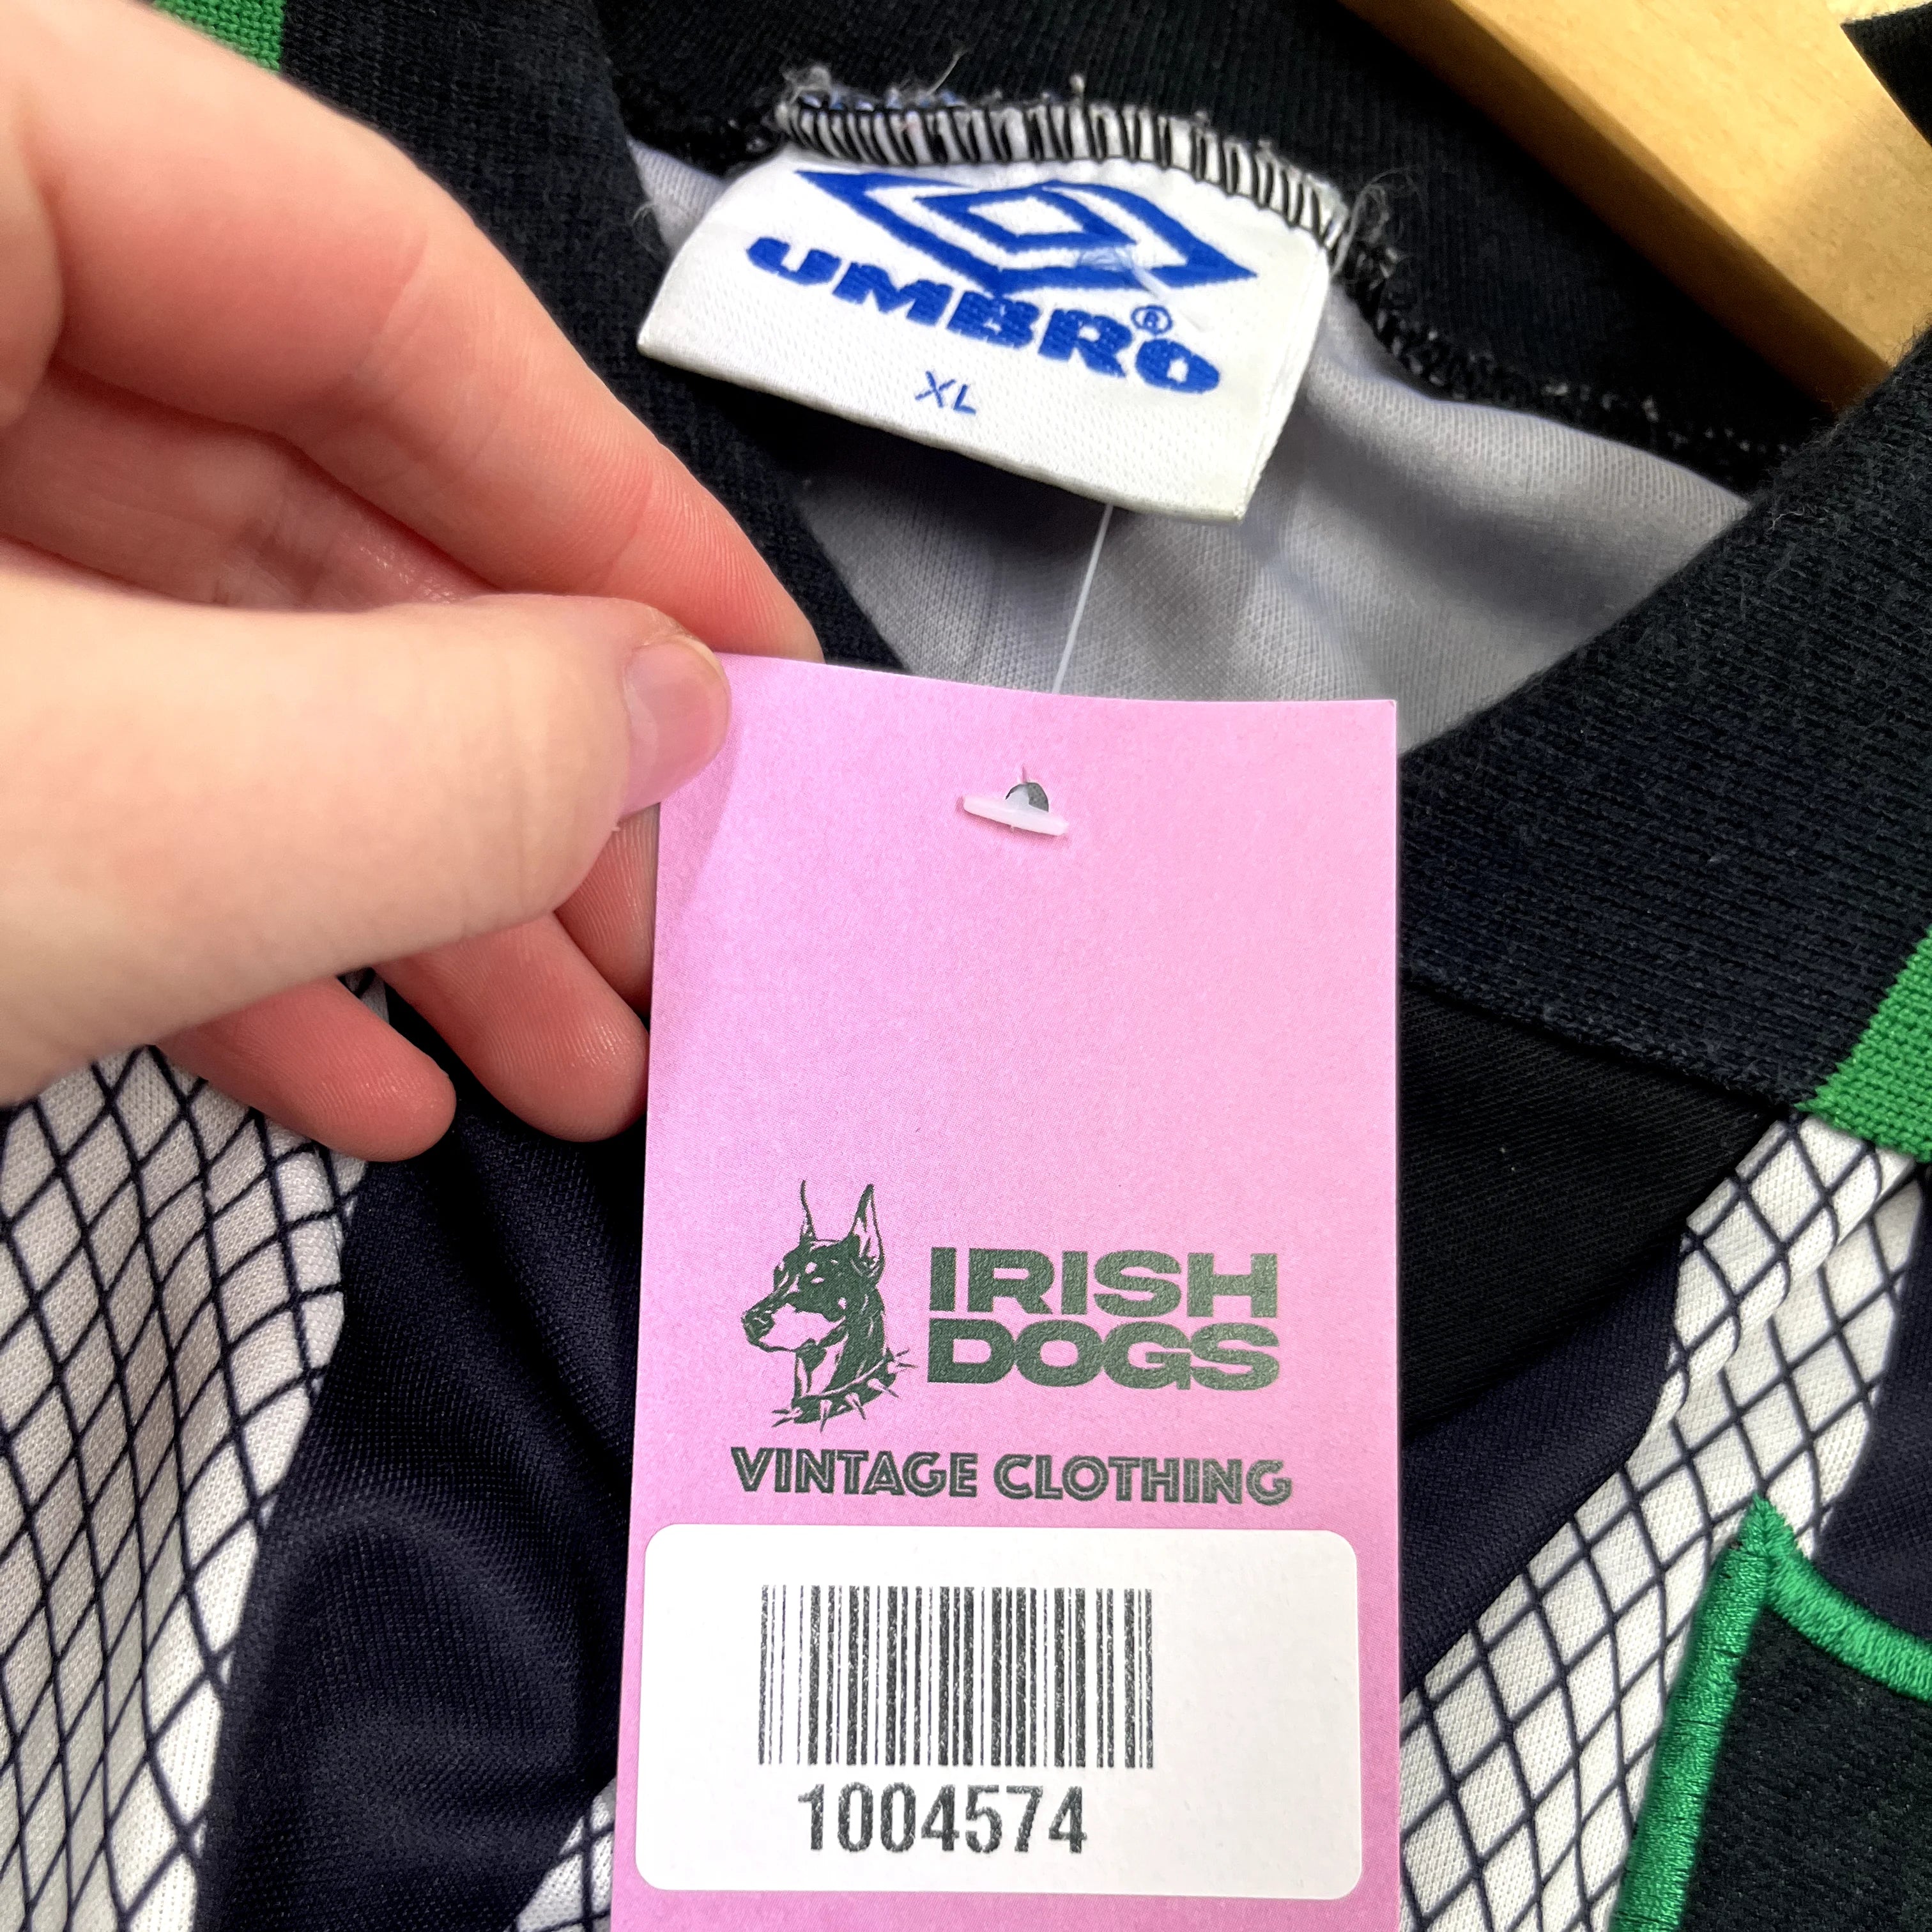 UMBRO®
XL
IRISH
DOGS
VINTAGE CLOTHING
1004574